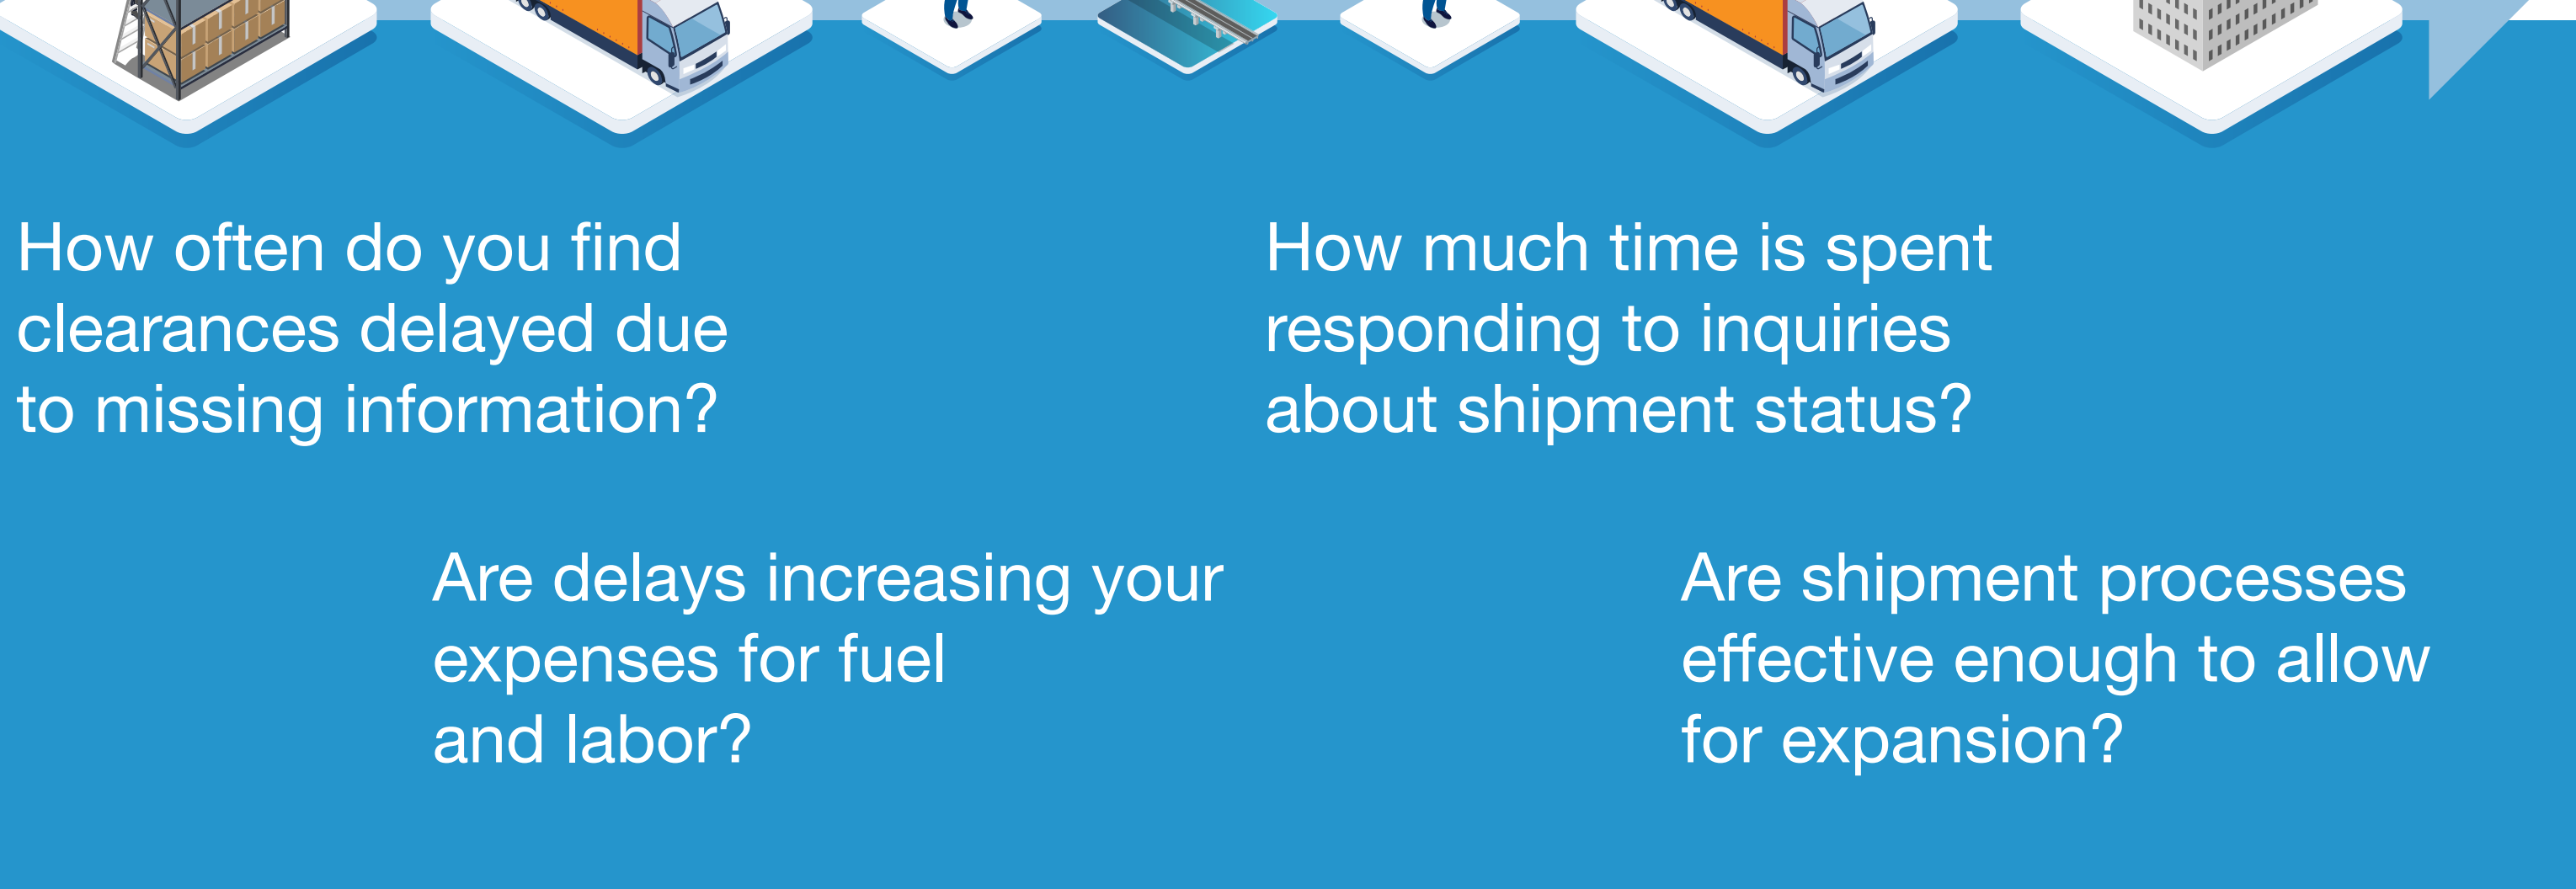 How often do you find
clearances delayed due
to missing information?
Are delays increasing your
expenses for fuel
and labor?
How much time is spent
responding to inquiries
about shipment status?
Are shipment processes
effective enough to allow
for expansion?